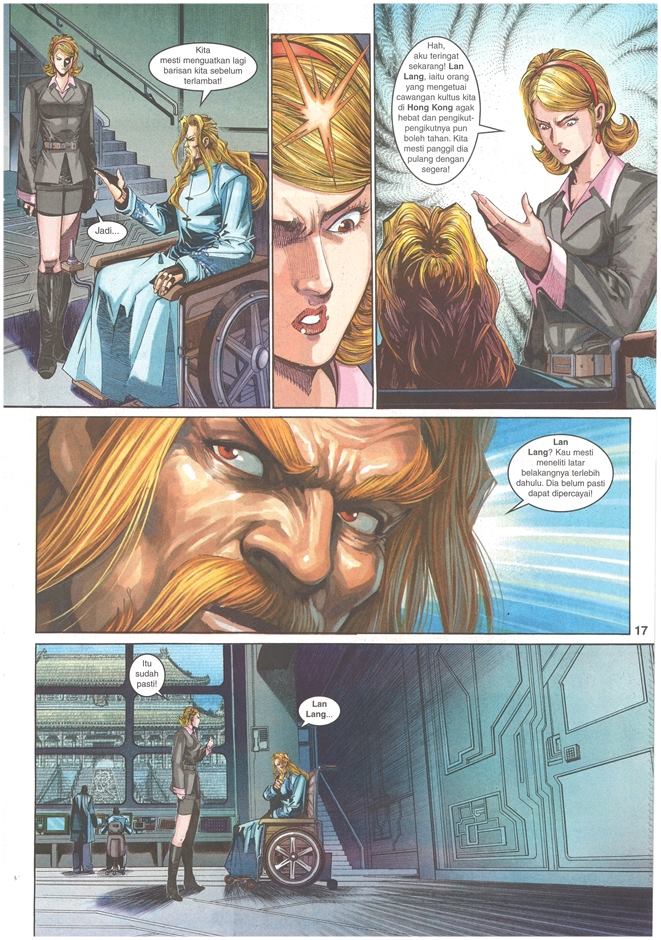 Kita
mesti menguatkan lagi
barisan kita sebelum
terlambat!
Jadi...
Hah,
aku teringat
sekarang! Lan
Lang, iaitu orang
yang mengetuai
cawangan kultus kita
di Hong Kong agak
hebat dan pengikut-
pengikutnya pun
boleh tahan. Kita
mesti panggil dia
pulang dengan
segera!
Lan
Lang? Kau mesti
meneliti latar
belakangnya terlebih
dahulu. Dia belum pasti
dapat dipercayai!
17
Itu
sudah
pasti!
Lan
Lang...